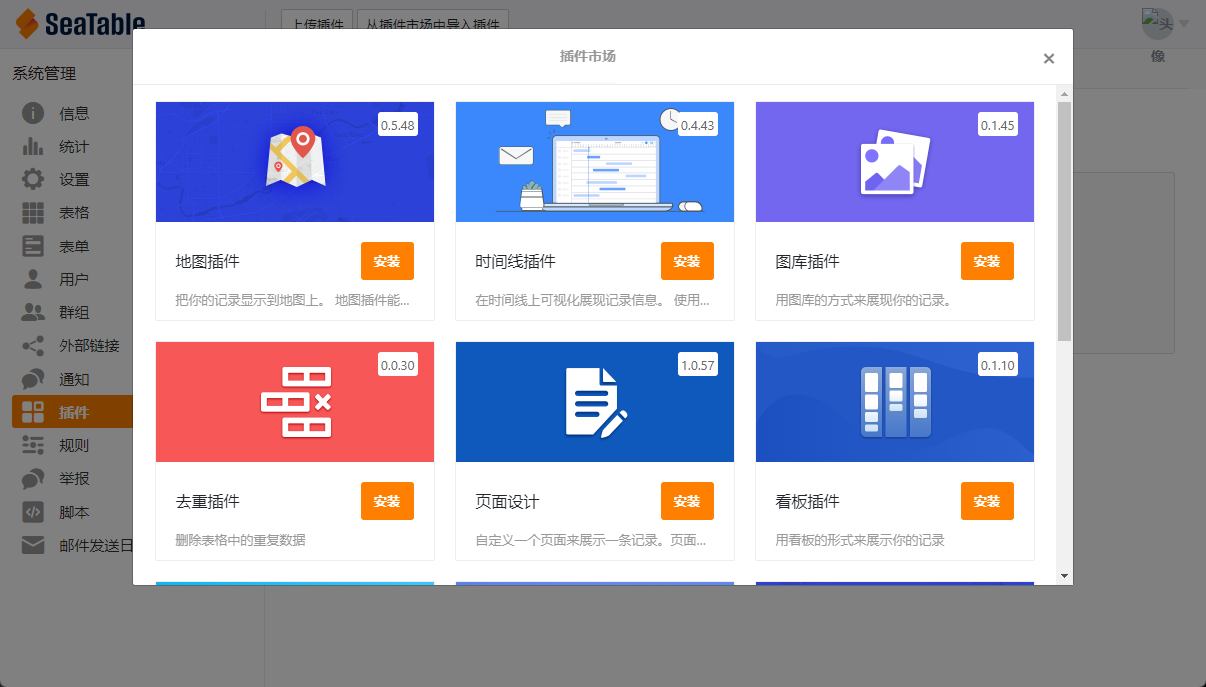 SeaTable
上传插件
从插件市场中导入插件
头
像
系统管理
信息
统计
设置
表格
表单
用户
群组
外部链接
通知
插件
规则
举报
脚本
邮件发送日
插件市场
×
0.5.48
0.4.43
0.1.45
地图插件
安装
时间线插件
安装
图库插件
安装
把你的记录显示到地图上。 地图插件能...
在时间线上可视化展现记录信息。 使用...
用图库的方式来展现你的记录。
0.0.30
1.0.57
0.1.10
去重插件
安装
页面设计
安装
看板插件
安装
删除表格中的重复数据
自定义一个页面来展示一条记录。页面...
用看板的形式来展示你的记录